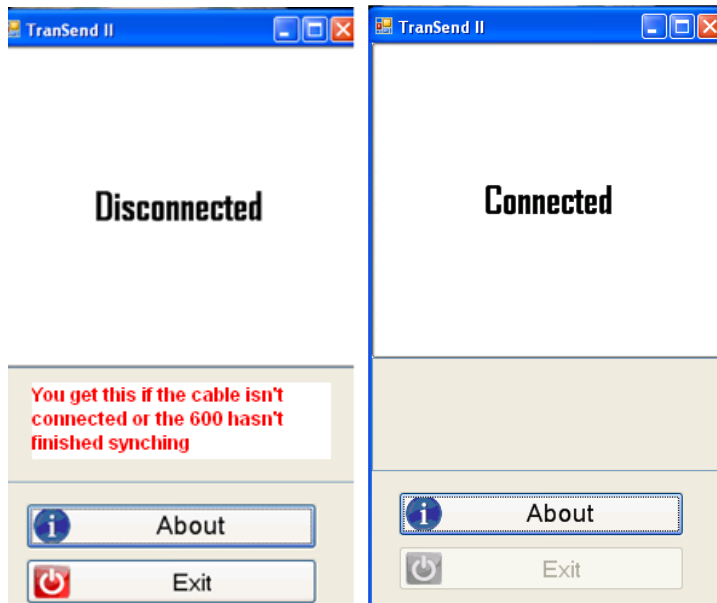 TranSend II
Disconnected
You get this if the cable isn't
connected or the 600 hasn't
finished synching
About
Exit
TranSend II
Connected
About
Exit